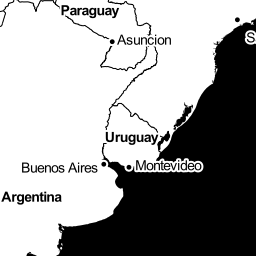 Paraguay
Asuncion
S
Uruguay
Buenos Aires
Montevideo
Argentina